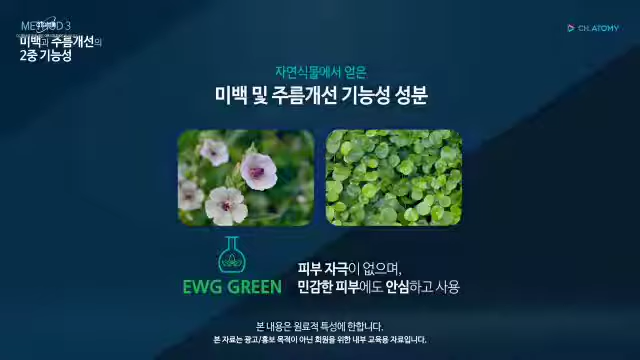 METHOD 3
미백과 주름개선의
2중 기능성
CH.ATOMY
자연식물에서 얻은
미백 및 주름개선 기능성 성분
EWG GREEN
피부 자극이 없으며,
민감한 피부에도 안심하고 사용
본 내용은 원료적 특성에 한합니다.
본 자료는 광고/홍보 목적이 아닌 회원을 위한 내부 교육용 자료입니다.